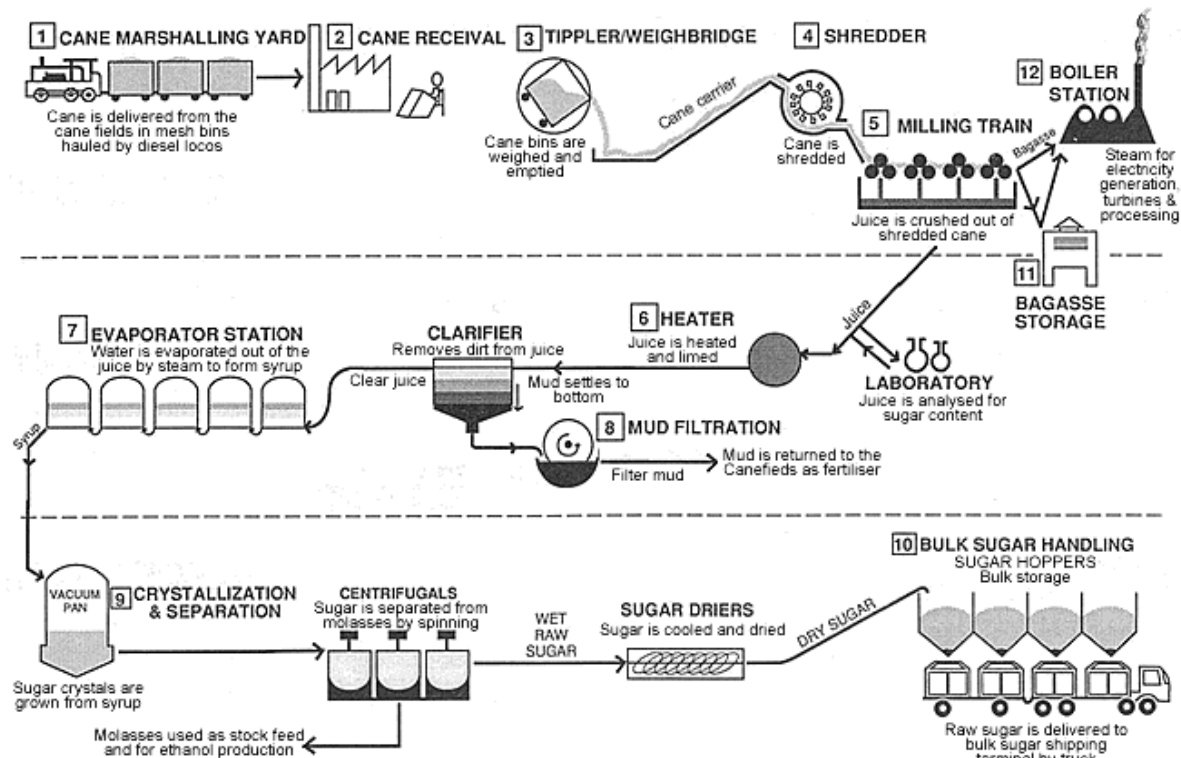 1 CANE MARSHALLING YARD
Cane is delivered from the
cane fields in mesh bins
hauled by diesel locos
2 CANE RECEIVAL
3 TIPPLER/WEIGHBRIDGE
Cane bins are
weighed and
emptied
Cane carrier
4 SHREDDER
Cane is
shredded
5 MILLING TRAIN
Juice is crushed out of
shredded cane
Bagasse
12 BOILER
STATION
Steam for
electricity
generation,
turbines &
processing
11
BAGASSE
STORAGE
Juice
LABORATORY
Juice is analysed for
sugar content
6 HEATER
Juice is heated
and limed
CLARIFIER
Removes dirt from juice
Mud settles to
bottom
Clear juice
7 EVAPORATOR STATION
Water is evaporated out of the
juice by steam to form syrup
Syrup
8 MUD FILTRATION
Filter mud
Mud is returned to the
Canefieds as fertiliser
VACUUM
PAN
Sugar crystals are
grown from syrup
9 CRYSTALLIZATION
& SEPARATION
CENTRIFUGALS
Sugar is separated from
molasses by spinning
Molasses used as stock feed
and for ethanol production
WET
RAW
SUGAR
SUGAR DRIERS
Sugar is cooled and dried
DRY SUGAR
10 BULK SUGAR HANDLING
SUGAR HOPPERS
Bulk storage
Raw sugar is delivered to
bulk sugar shipping
terminal by truck